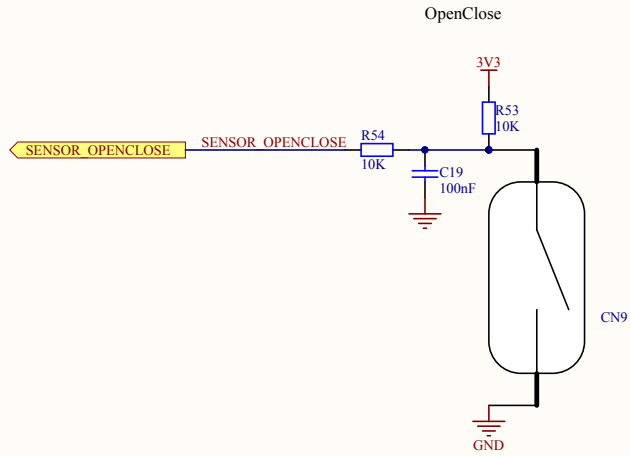 OpenClose
3V3
R53
10K
SENSOR_OPENCLOSE
SENSOR_OPENCLOSE
R54
10K
C19
100nF
CN9
GND